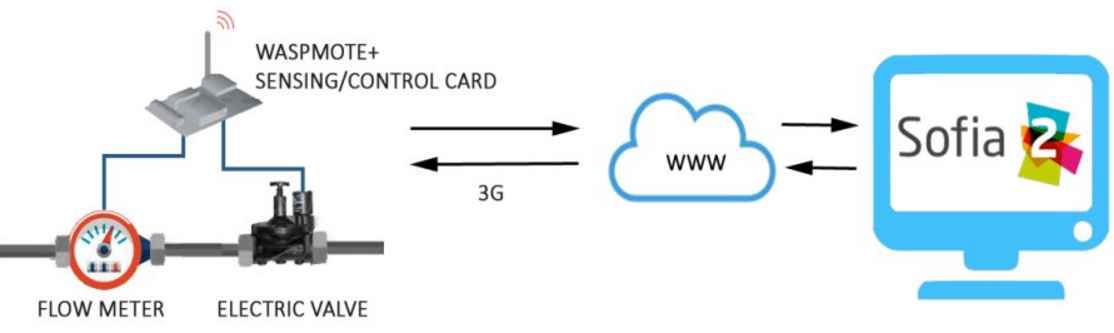 WASPMOTE+
SENSING/CONTROL CARD
3G
WWW
Sofia 2
FLOW METER
ELECTRIC VALVE